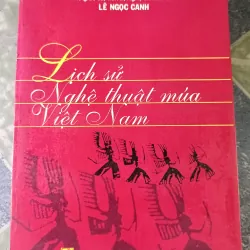 LÊ NGỌC CANH
Lịch sử
Nghệ thuật múa
Việt Nam